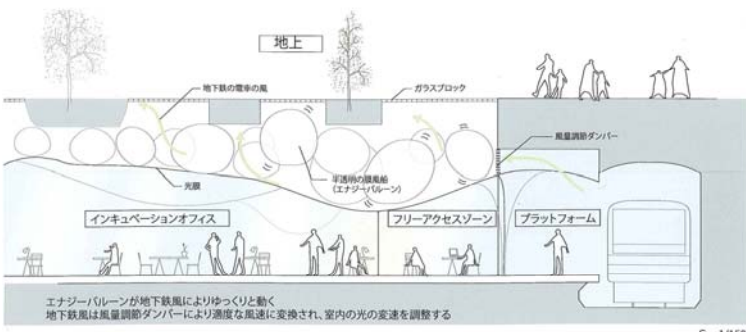 地上
地下鉄の電車の風
ガラスブロック
風量調節ダンパー
半透明の膜風船
(エナジーバルーン)
光膜
インキュベーションオフィス
フリーアクセスゾーン
プラットフォーム
エナジーバルーンが地下鉄風によりゆっくりと動く
地下鉄風は風量調節ダンパーにより適度な風速に変換され、室内の光の変速を調整する